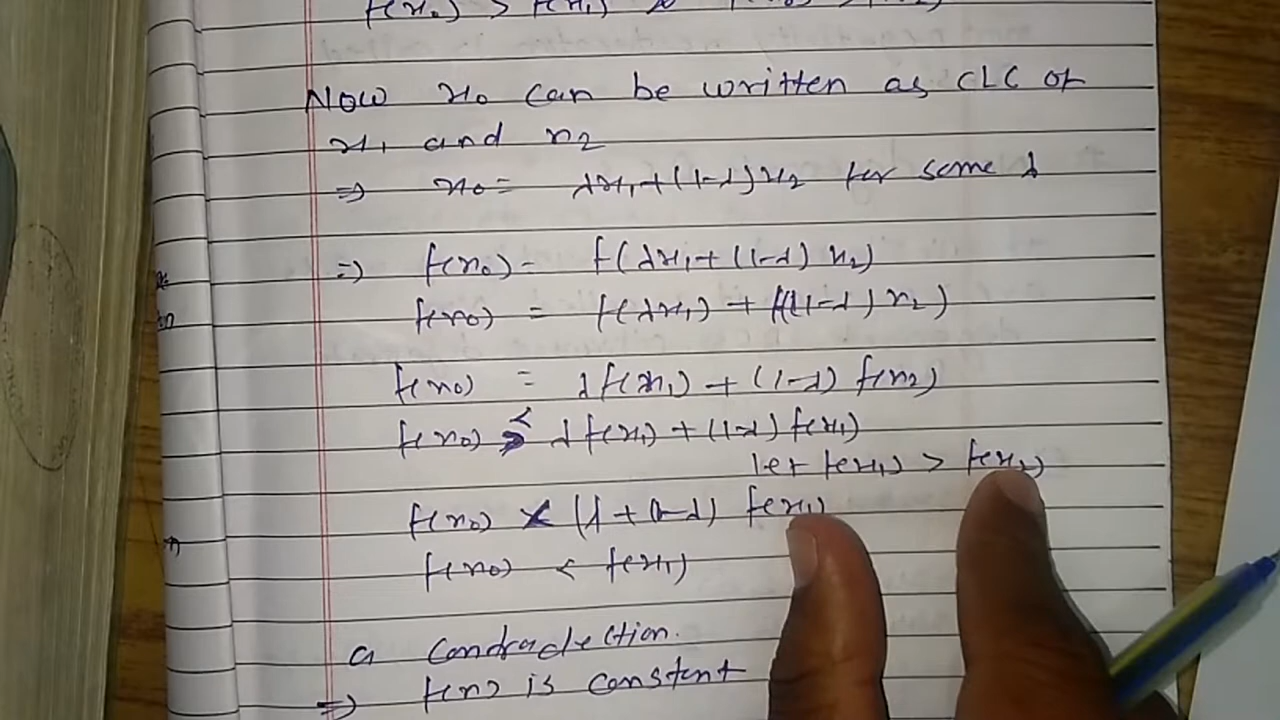 f(x0) > f(x1)
Now x0 can be written as CLC of
x1 and x2
⇒ x0 = λx1+(1-λ)x2 for some λ
⇒) f(x0) = f(λx1+(1-λ) x2)
f(x0) = f(λx1) + f((1-λ) x2)
f(x0) = λ f(x1) + (1-λ) f(x2)
f(x0) < λ f(x1) + (1-λ) f(x1)
let f(x1) > f(x2)
f(x0) < (λ + (1-λ)) f(x1)
f(x0) < f(x1)
a Contradiction.
⇒ f(x) is constant